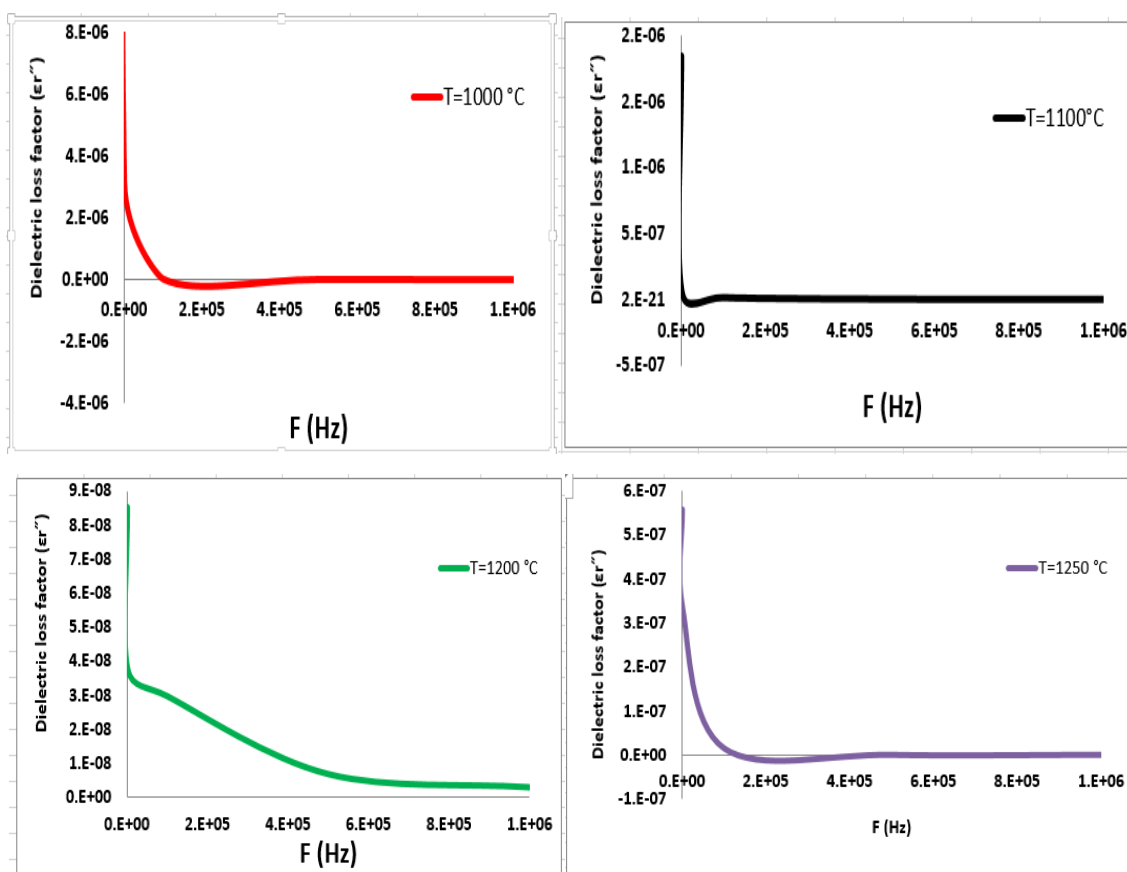 8.E-06
6.E-06
4.E-06
2.E-06
0.E+00
-2.E-06
-4.E-06
Dielectric loss factor (εr˝)
T=1000 °C
0.E+00 2.E+05 4.E+05 6.E+05 8.E+05 1.E+06
F (Hz)
2.E-06
2.E-06
1.E-06
5.E-07
2.E-21
-5.E-07
Dielectric loss factor (εr˝)
T=1100°C
0.E+00 2.E+05 4.E+05 6.E+05 8.E+05 1.E+06
F (Hz)
9.E-08
8.E-08
7.E-08
6.E-08
5.E-08
4.E-08
3.E-08
2.E-08
1.E-08
0.E+00
Dielectric loss factor (εr˝)
T=1200 °C
0.E+00 2.E+05 4.E+05 6.E+05 8.E+05 1.E+06
F (Hz)
6.E-07
5.E-07
4.E-07
3.E-07
2.E-07
1.E-07
0.E+00
-1.E-07
Dielectric loss factor (εr˝)
T=1250 °C
0.E+00 2.E+05 4.E+05 6.E+05 8.E+05 1.E+06
F (Hz)